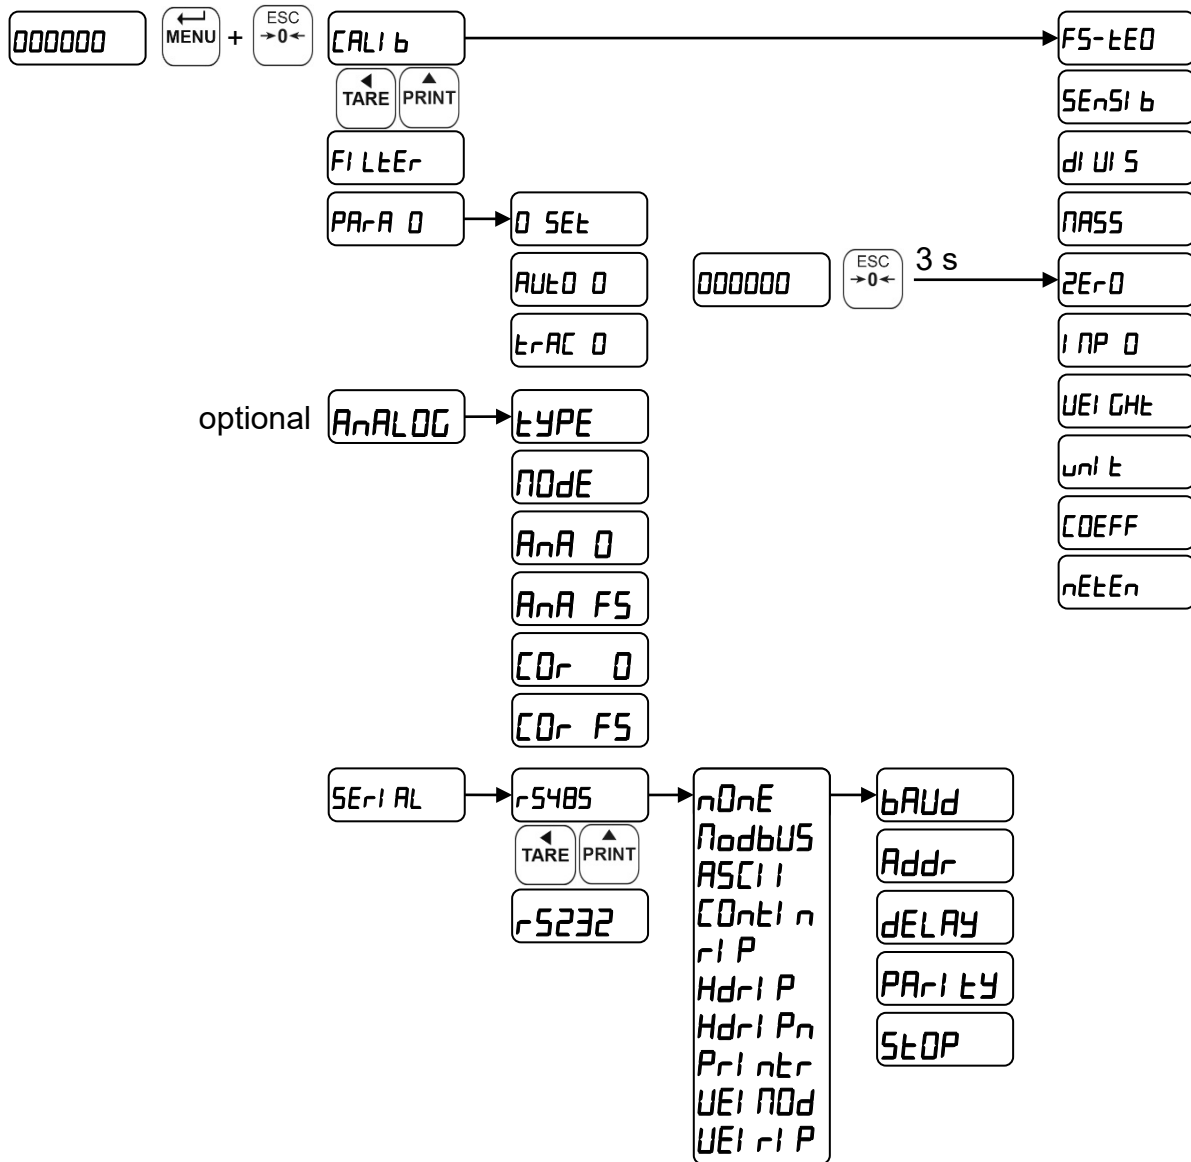 000000
MENU
+
ESC
→0←
CALIb
FS-tEO
TARE
PRINT
SEnSIb
FILtEr
dIUIS
PArA 0
0 SEt
MASS
AUtO 0
000000
ESC
→0←
3 s
ZErO
trAC 0
IMP 0
optional
AnALOG
tYPE
UEIGHt
MOdE
unIt
AnA 0
COEFF
AnA FS
nEtEn
COr 0
COr FS
SErIAL
rS485
nOnE
bAUd
ModbUS
TARE
PRINT
Addr
ASCII
rS232
COntIn
dELAY
rIP
HdrIP
PArItY
HdrIPn
PrIntr
StOP
UEIMOd
UEIrIP